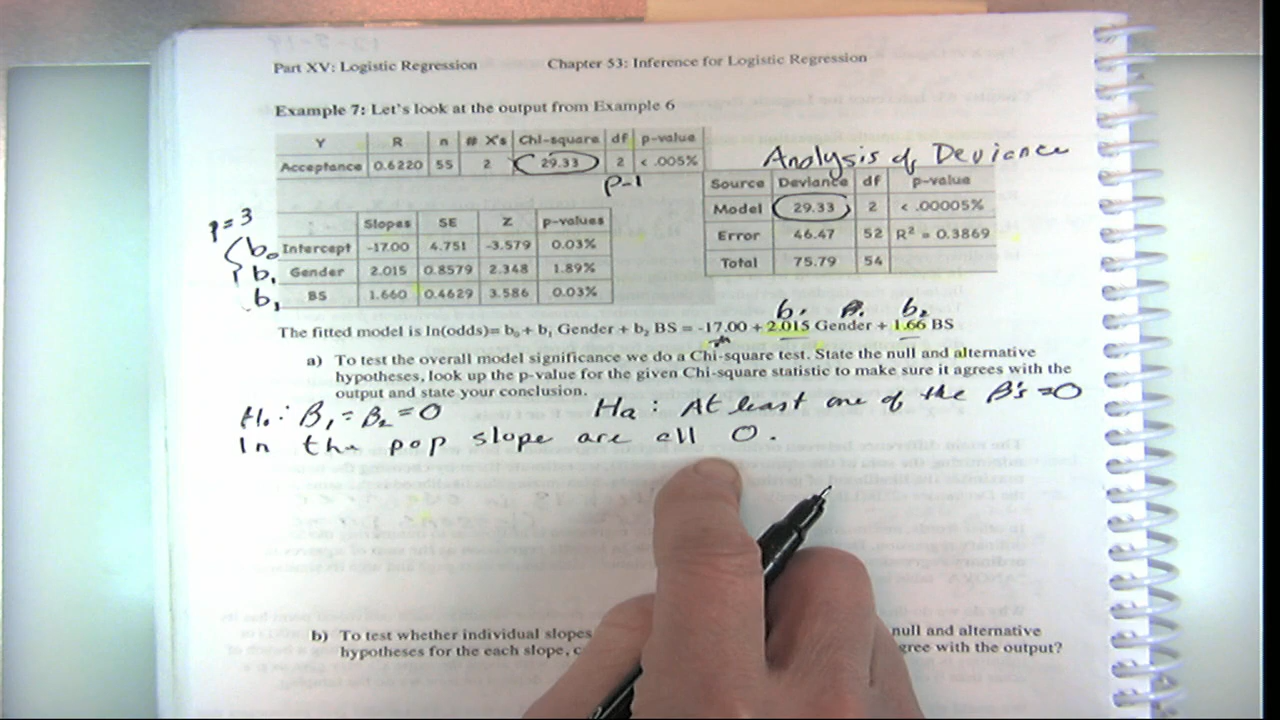 Part XV: Logistic Regression Chapter 53: Inference for Logistic Regression
Example 7: Let's look at the output from Example 6
Y R n # X's Chi-square df p-value
Acceptance 0.6220 55 2 29.33 2 < .005%
p-1
Analysis of Deviance
Source Deviance df p-value
Model 29.33 2 < .00005%
Error 46.47 52 R² = 0.3869
Total 75.79 54
p=3
Slopes SE Z p-values
b₀ Intercept -17.00 4.751 -3.579 0.03%
b₁ Gender 2.015 0.8579 2.348 1.89%
b₁ BS 1.660 0.4629 3.586 0.03%
b₁ b₂
The fitted model is ln(odds)= b₀ + b₁ Gender + b₂ BS = -17.00 + 2.015 Gender + 1.66 BS
a) To test the overall model significance we do a Chi-square test. State the null and alternative
hypotheses, look up the p-value for the given Chi-square statistic to make sure it agrees with the
output and state your conclusion.
H₀: B₁ = B₂ = 0 Ha: At least one of the B's = 0
In the pop slope are all 0.
b) To test whether individual slopes null and alternative
hypotheses for the each slope, gree with the output?